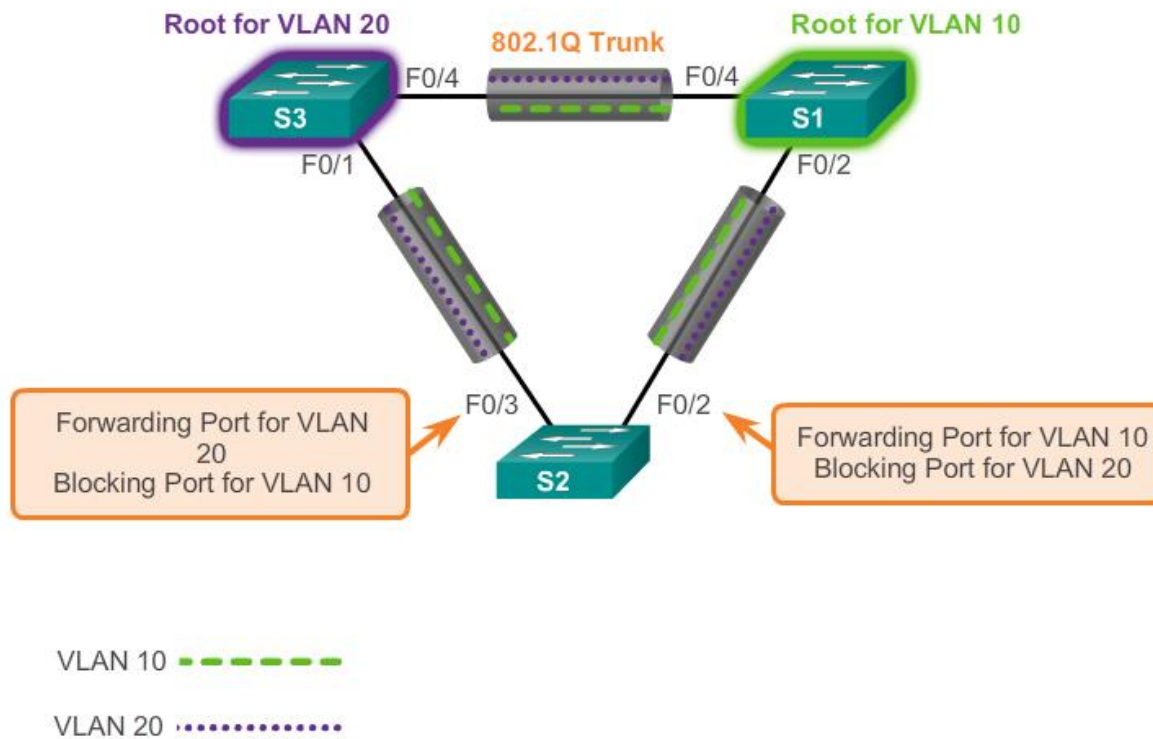 Root for VLAN 20
Root for VLAN 10
802.1Q Trunk
F0/4
F0/4
S3
S1
F0/1
F0/2
F0/3
F0/2
Forwarding Port for VLAN
20
Blocking Port for VLAN 10
Forwarding Port for VLAN 10
Blocking Port for VLAN 20
S2
VLAN 10
VLAN 20